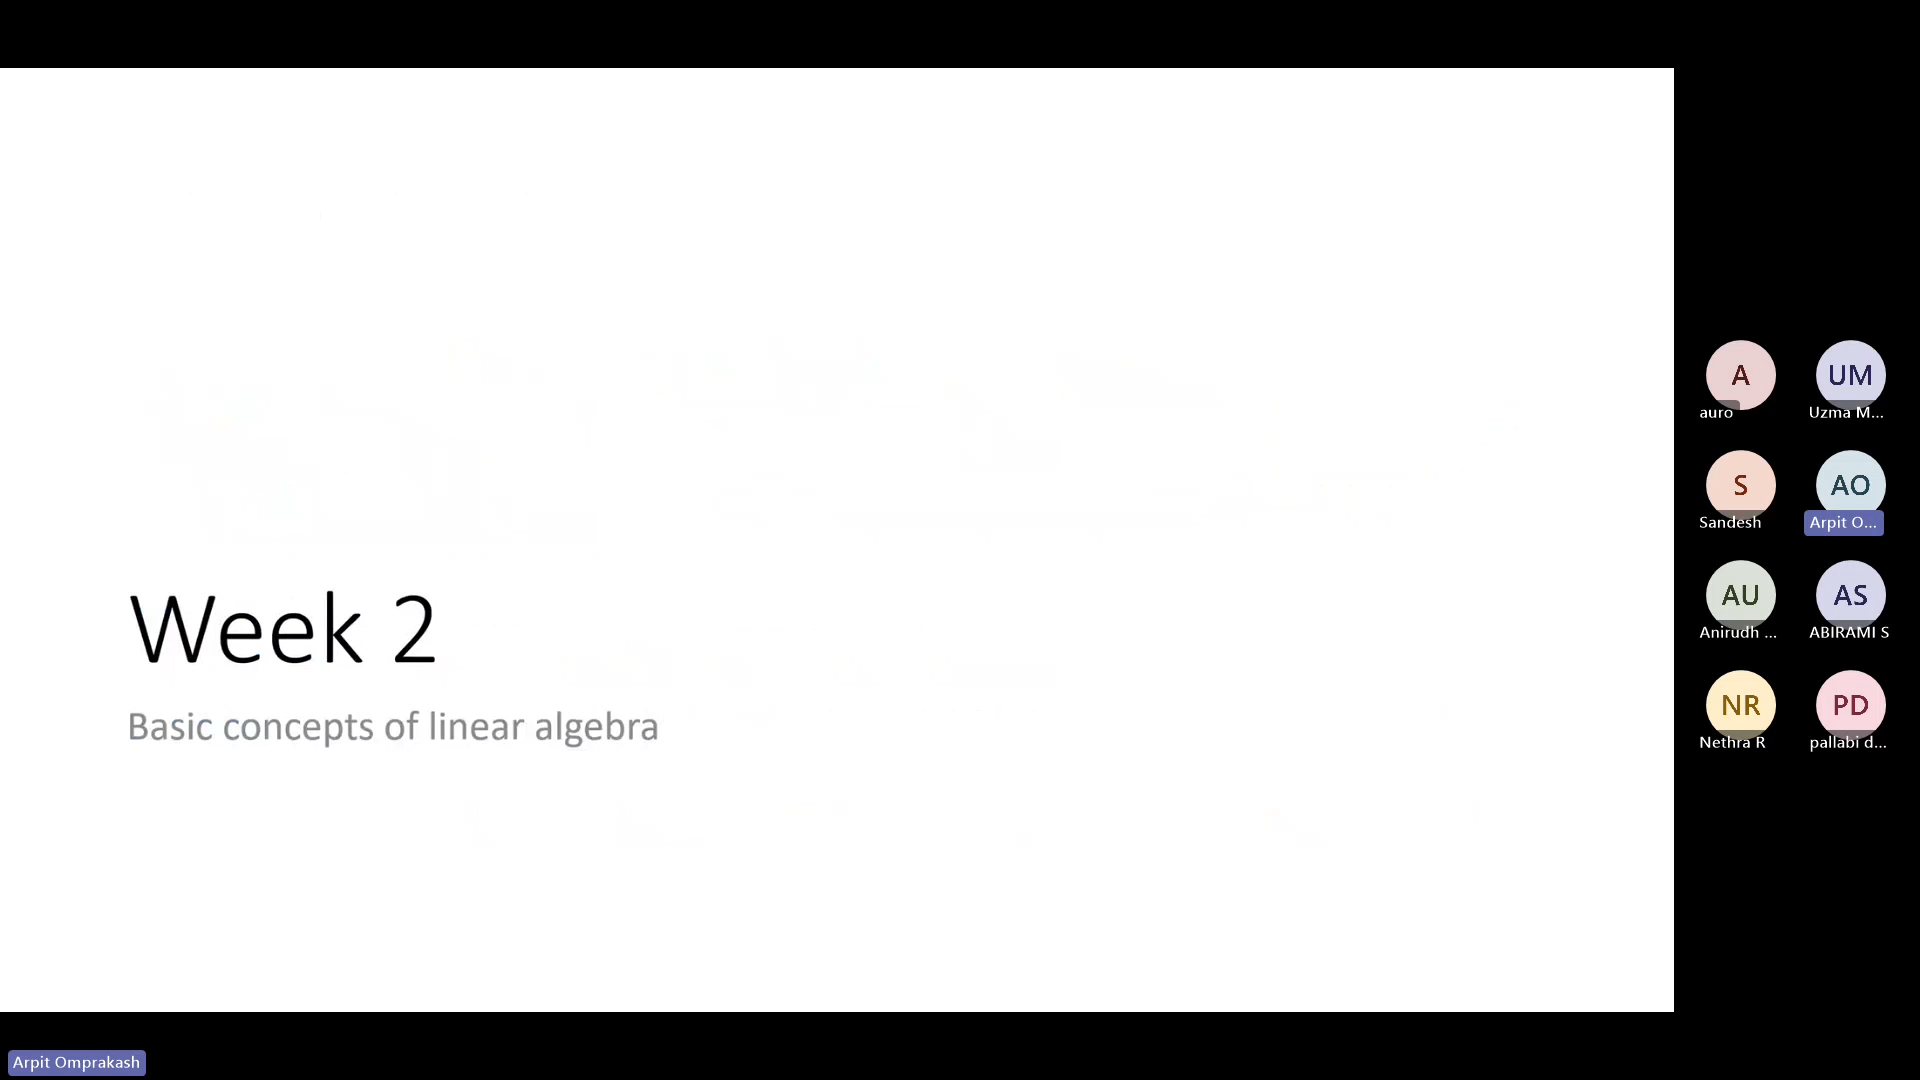 Week 2
Basic concepts of linear algebra
A
auro
UM
Uzma M...
S
Sandesh
AO
Arpit O...
AU
Anirudh ...
AS
ABIRAMI S
NR
Nethra R
PD
pallabi d...
Arpit Omprakash